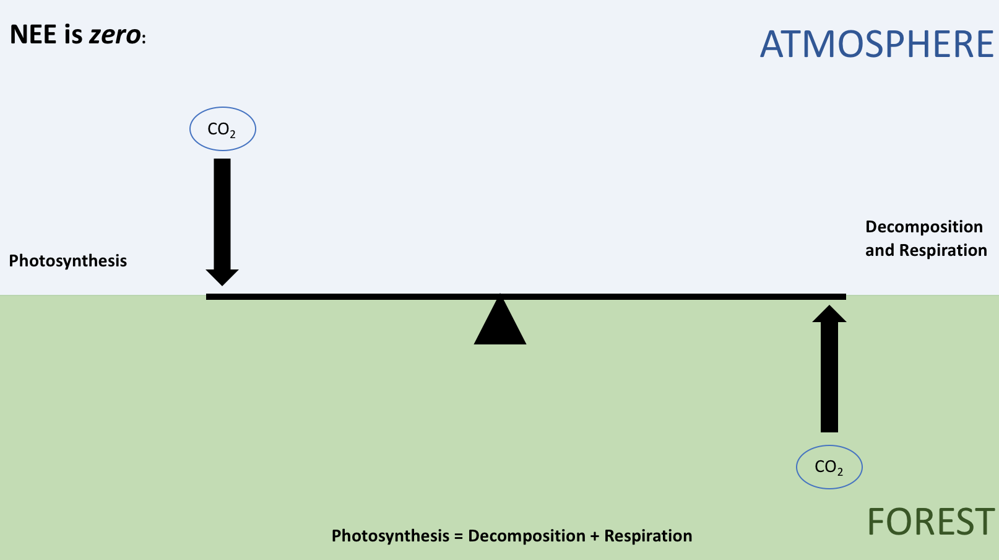 NEE is zero:
ATMOSPHERE
CO₂
Decomposition
and Respiration
Photosynthesis
CO₂
FOREST
Photosynthesis = Decomposition + Respiration